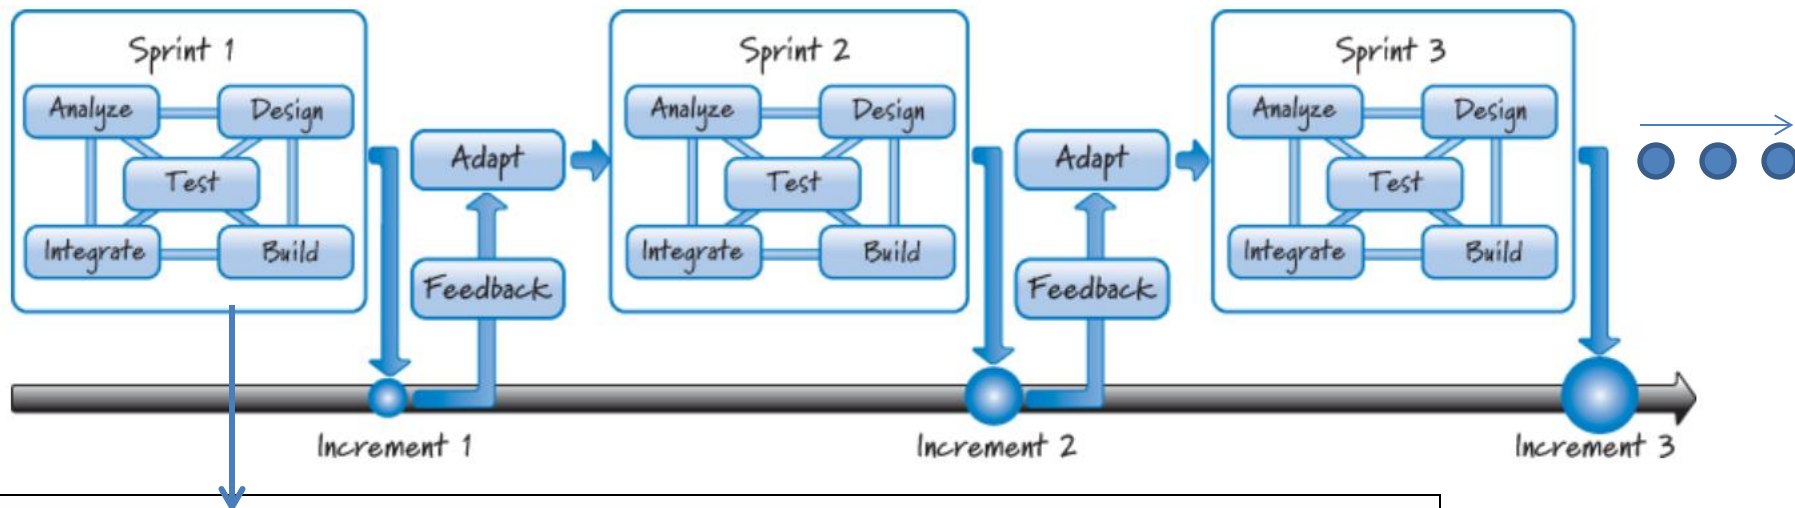 Sprint 1
Analyze
Design
Test
Integrate
Build
Adapt
Feedback
Sprint 2
Analyze
Design
Test
Integrate
Build
Adapt
Feedback
Sprint 3
Analyze
Design
Test
Integrate
Build
Increment 1
Increment 2
Increment 3